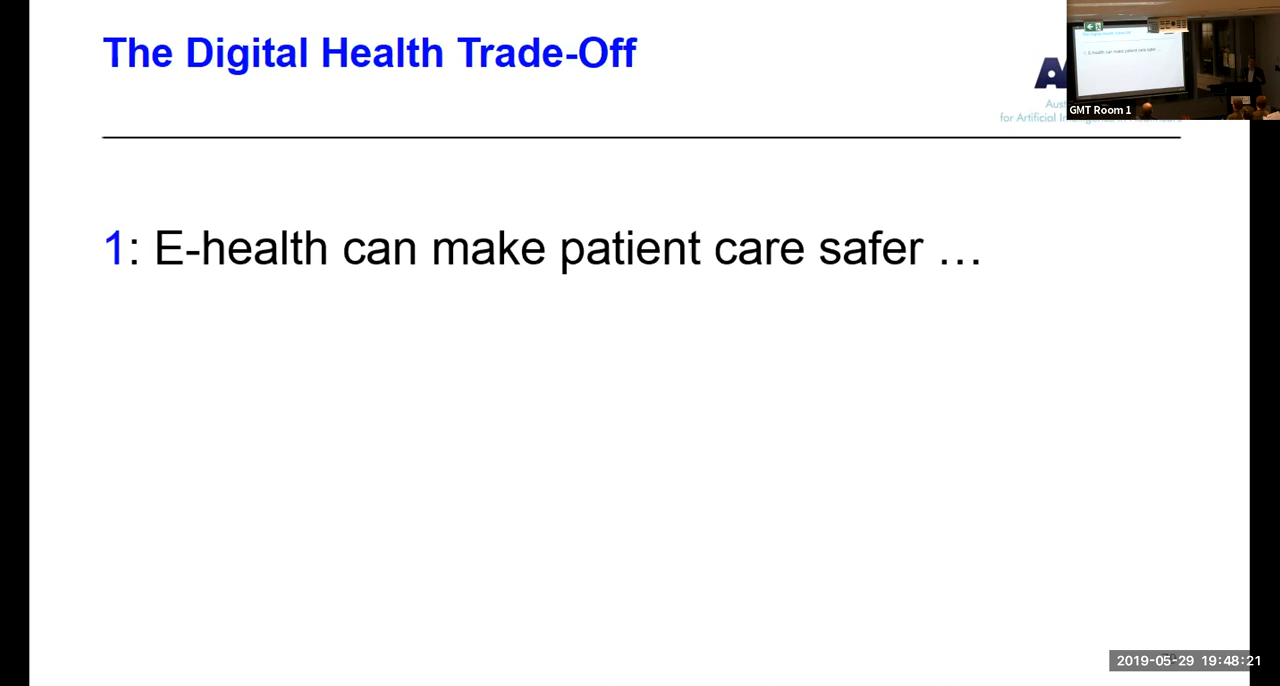 The Digital Health Trade-Off
for Artificial
GMT Room 1
1: E-health can make patient care safer …
2019-05-29 19:48:21